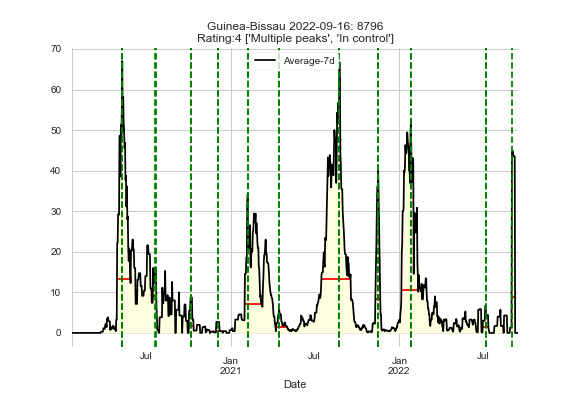 Guinea-Bissau 2022-09-16: 8796
Rating:4 ['Multiple peaks', 'In control']
Average-7d
70
60
50
40
30
20
10
0
Jul
Jan
2021
Jul
Jan
2022
Jul
Date